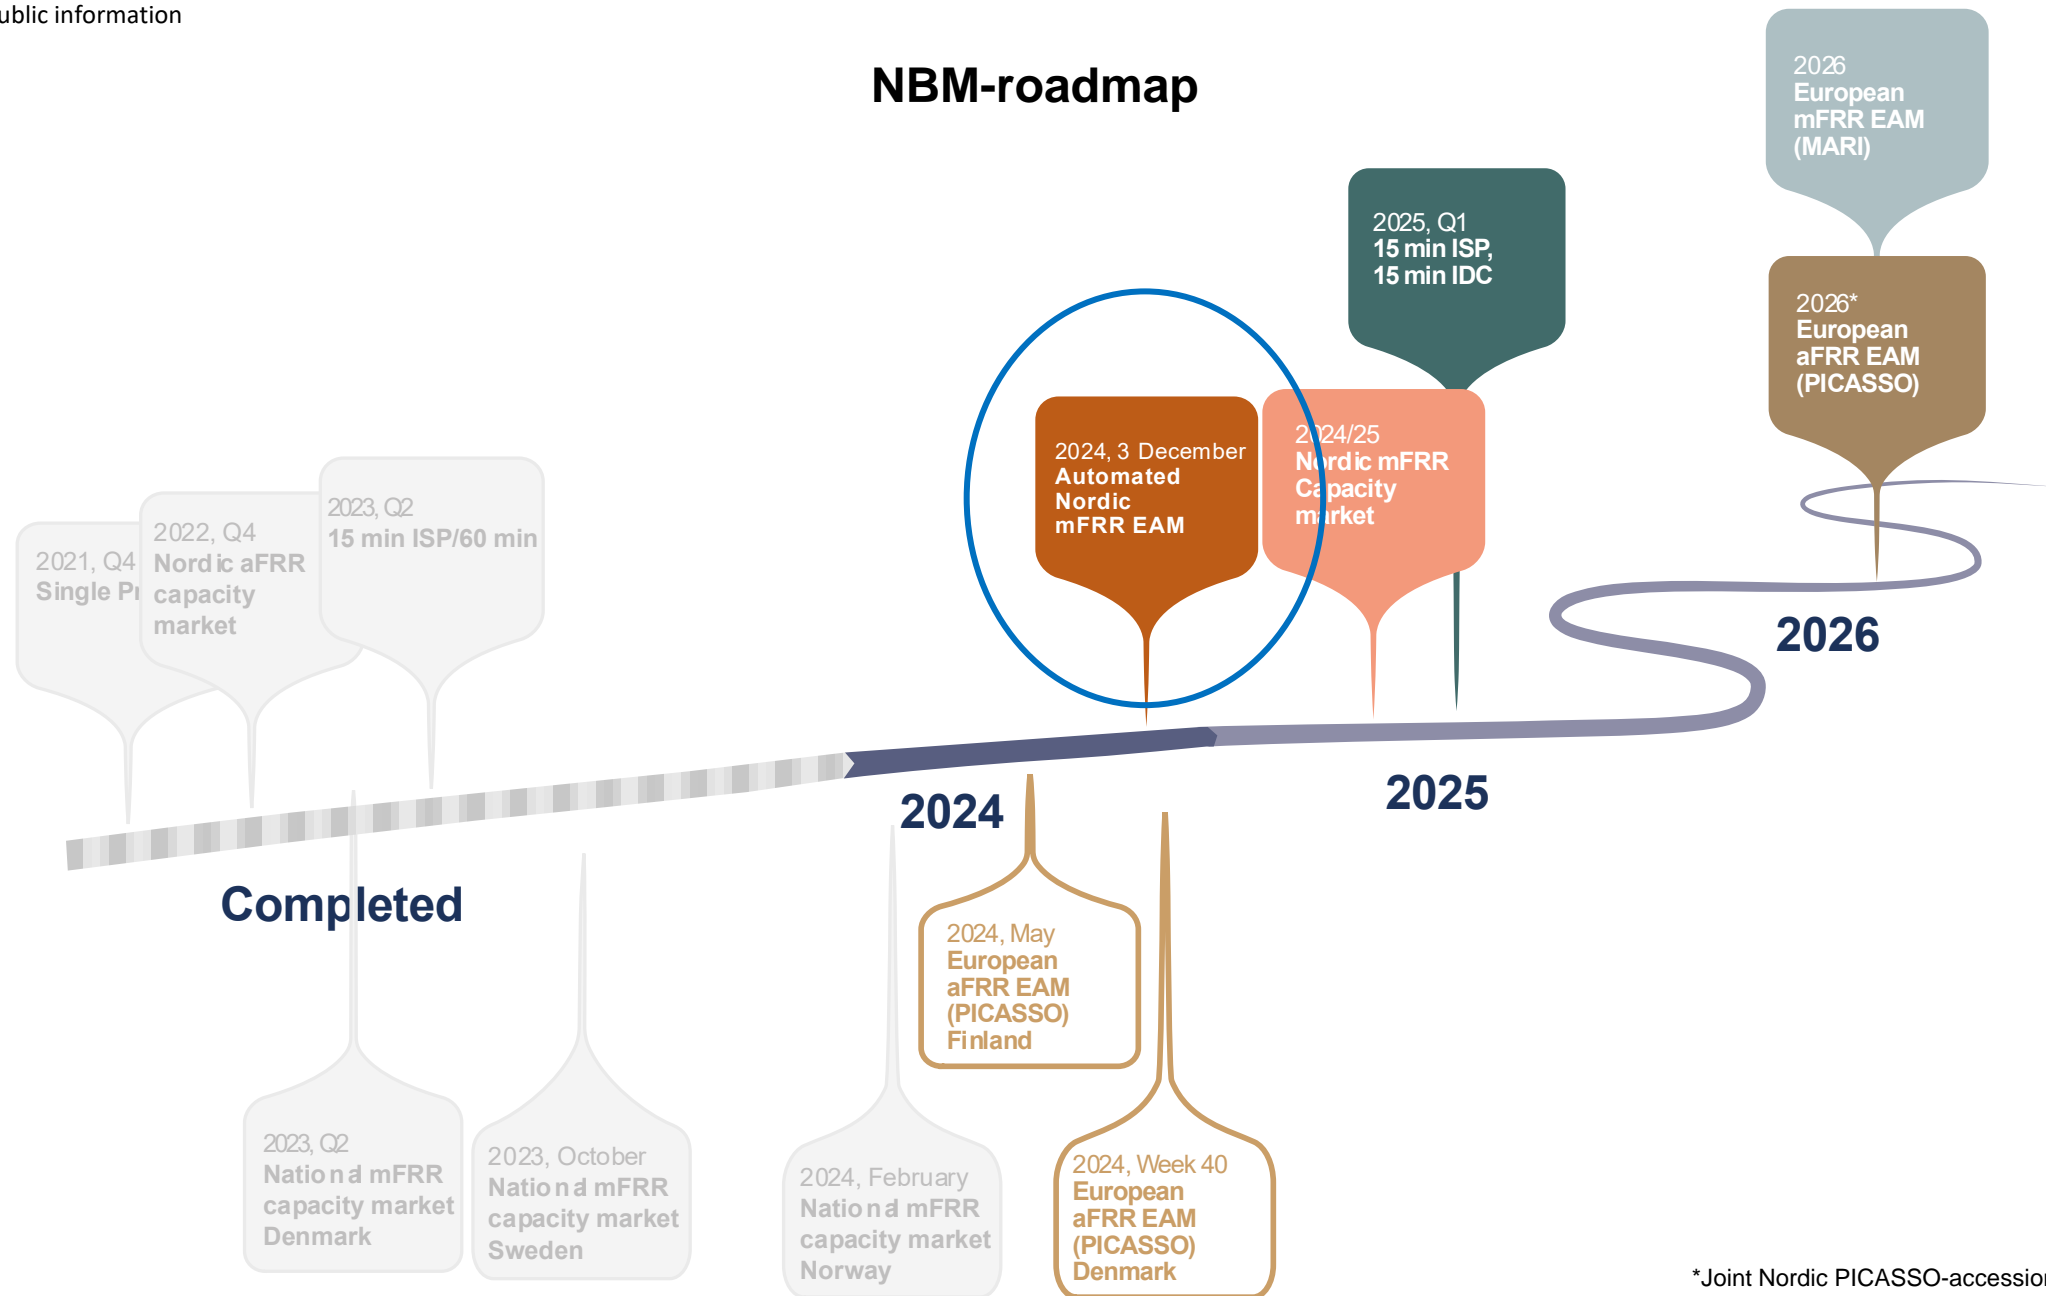 ublic information
NBM-roadmap
2026
European
mFRR EAM
(MARI)
2025, Q1
15 min ISP,
15 min IDC
2026*
European
aFRR EAM
(PICASSO)
2024, 3 December
Automated
Nordic
mFRR EAM
2024/25
Nordic mFRR
Capacity
market
2021, Q4
Single Pr
2022, Q4
Nordic aFRR
capacity
market
2023, Q2
15 min ISP/60 min
2026
2025
2024
Completed
2024, May
European
aFRR EAM
(PICASSO)
Finland
2023, Q2
National mFRR
capacity market
Denmark
2023, October
National mFRR
capacity market
Sweden
2024, February
National mFRR
capacity market
Norway
2024, Week 40
European
aFRR EAM
(PICASSO)
Denmark
*Joint Nordic PICASSO-accession